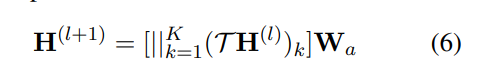 𝐇^{(l+1)} = [||_{k=1}^{K}(𝒯𝐇^{(l)})_k]𝐖_a (6)